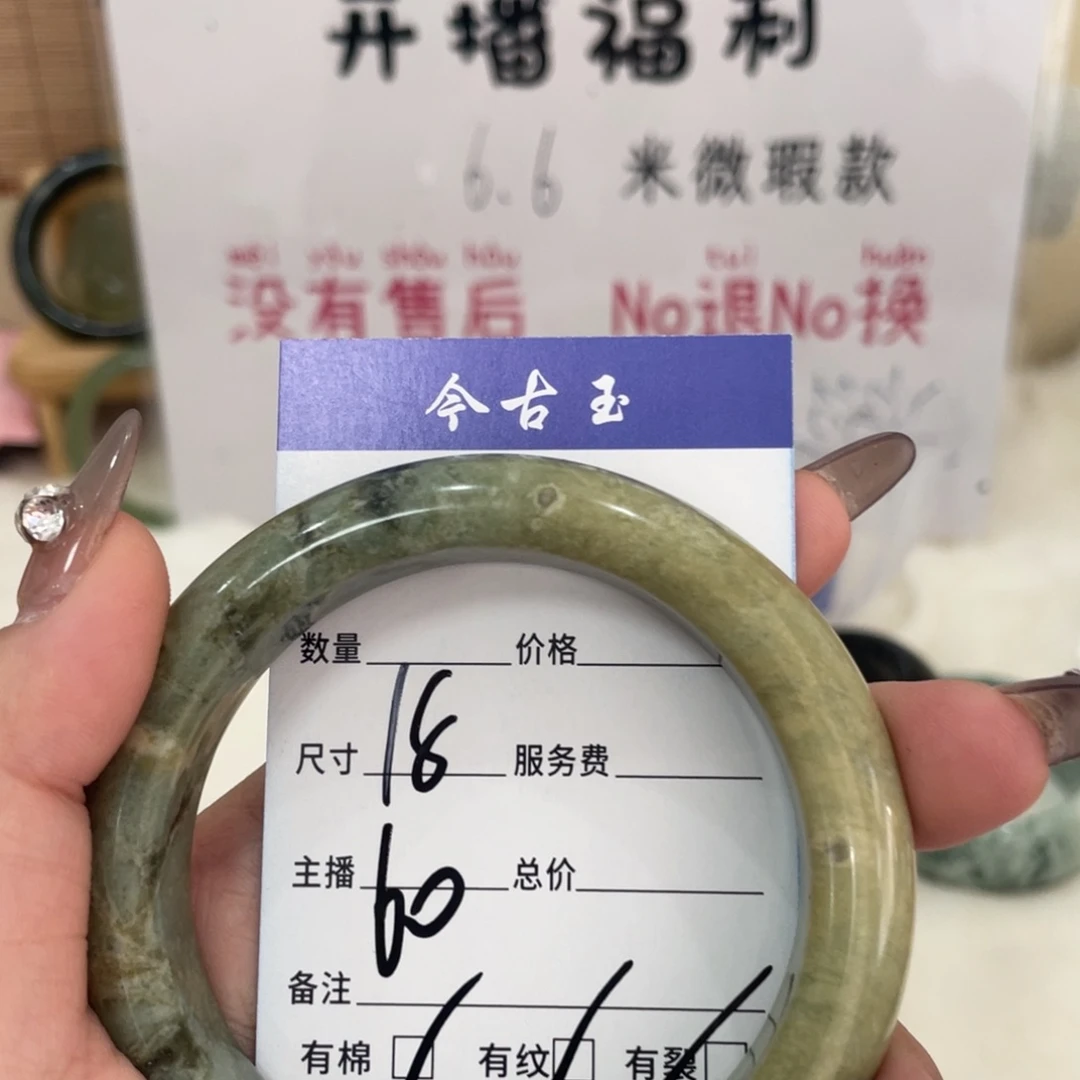 开播福利
6.6 米微瑕款
méi yǒu shòu hòu tuì huàn
没有售后 No退No换
今古玉
数量 价格
18
尺寸 服务费
60
主播 总价
备注
有棉 有纹 有裂